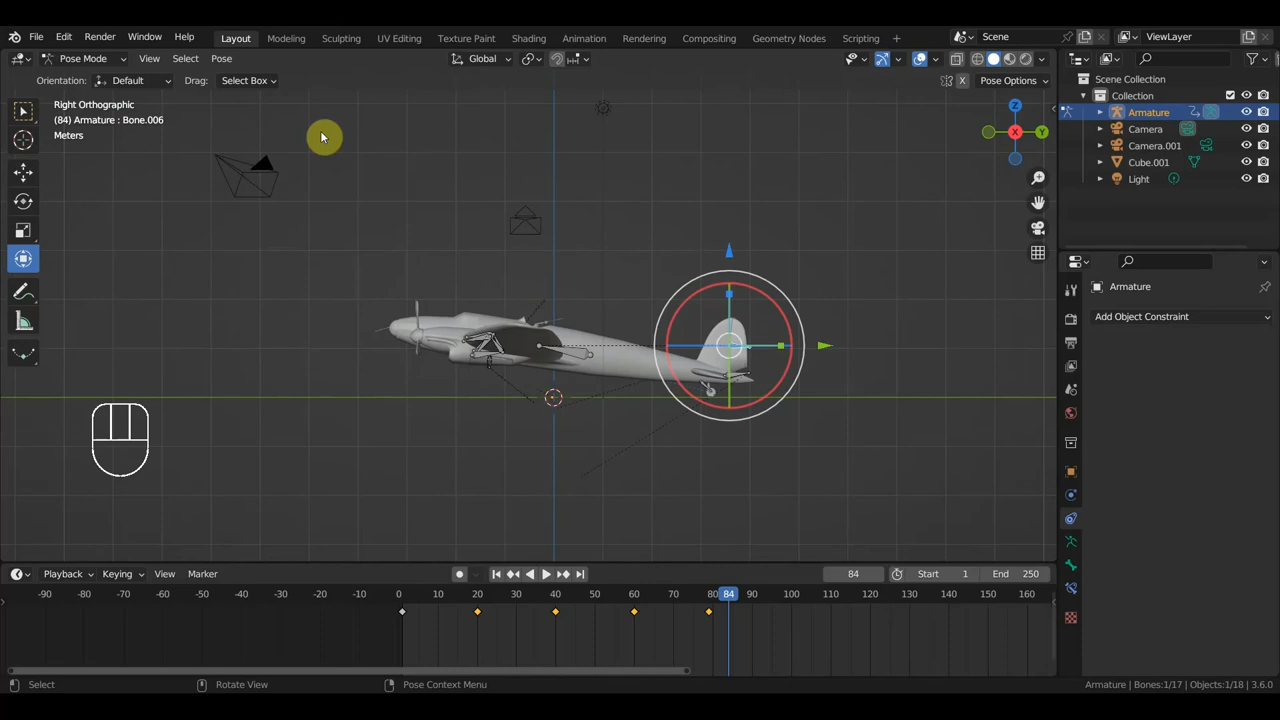 File Edit Render Window Help Layout Modeling Sculpting UV Editing Texture Paint Shading Animation Rendering Compositing Geometry Nodes Scripting + Scene ViewLayer
Pose Mode View Select Pose Global Pose Options
Orientation: Default Drag: Select Box X
Right Orthographic
(84) Armature : Bone.006
Meters
Z
X Y
Scene Collection
Collection
Armature
Camera
Camera.001
Cube.001
Light
Armature
Add Object Constraint
Playback Keying View Marker 84 Start 1 End 250
-90 -80 -70 -60 -50 -40 -30 -20 -10 0 10 20 30 40 50 60 70 80 84 90 100 110 120 130 140 150 160
Select Rotate View Pose Context Menu Armature | Bones:1/17 | Objects:1/18 | 3.6.0